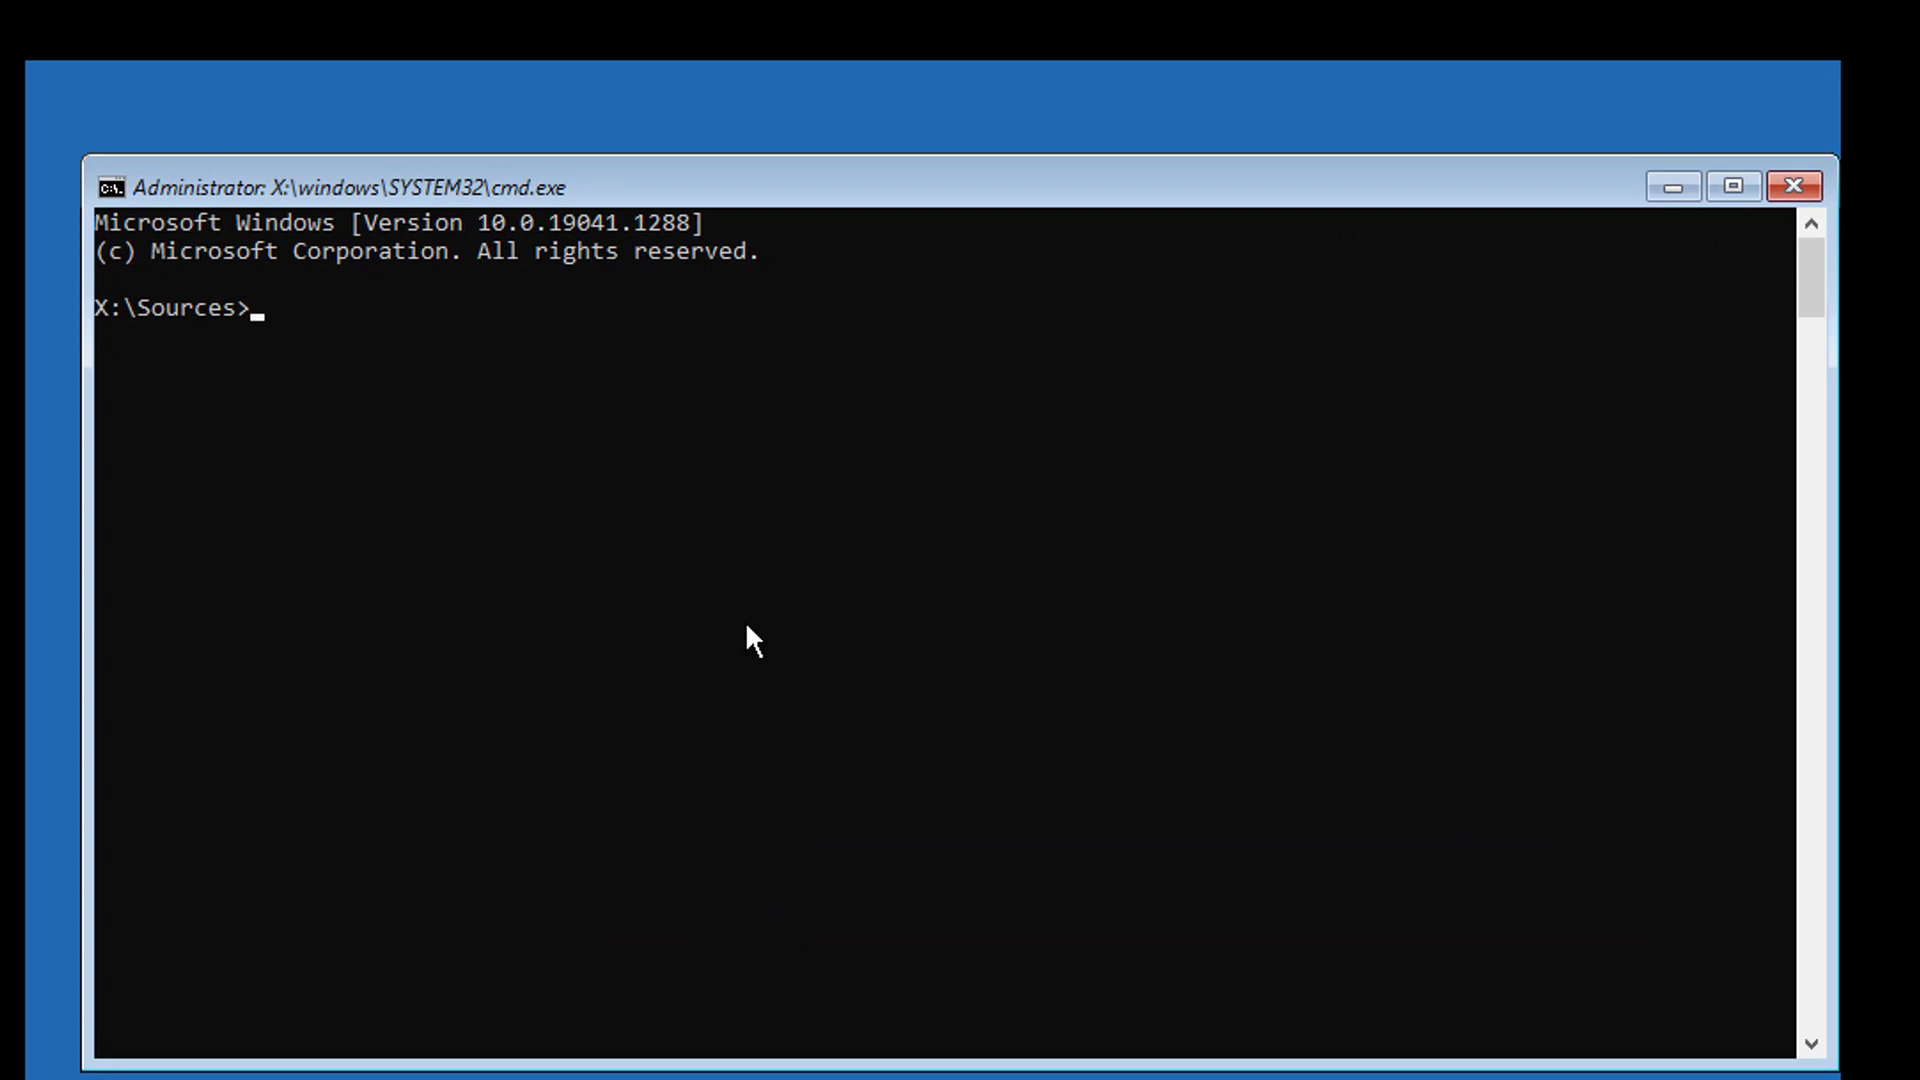 Administrator: X:\windows\SYSTEM32\cmd.exe
Microsoft Windows [Version 10.0.19041.1288]
(c) Microsoft Corporation. All rights reserved.
X:\Sources>